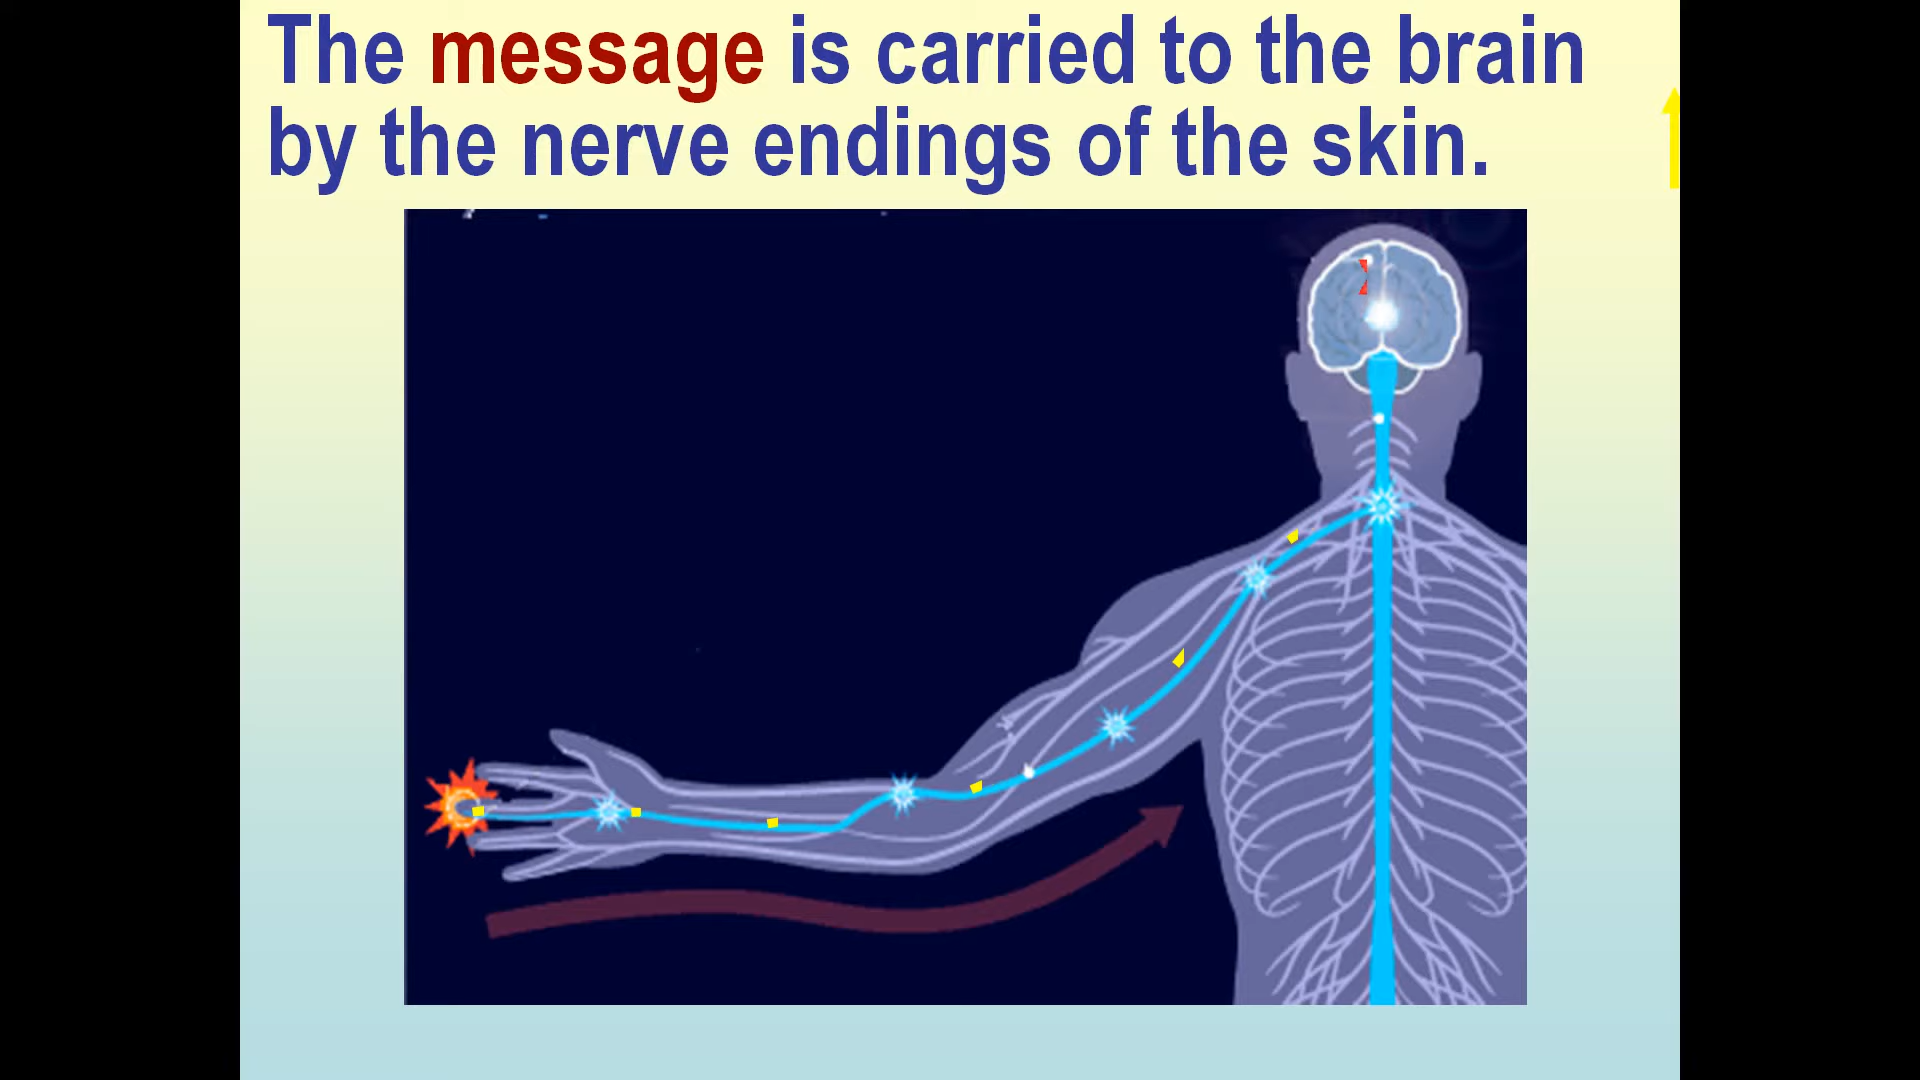 The message is carried to the brain
by the nerve endings of the skin.